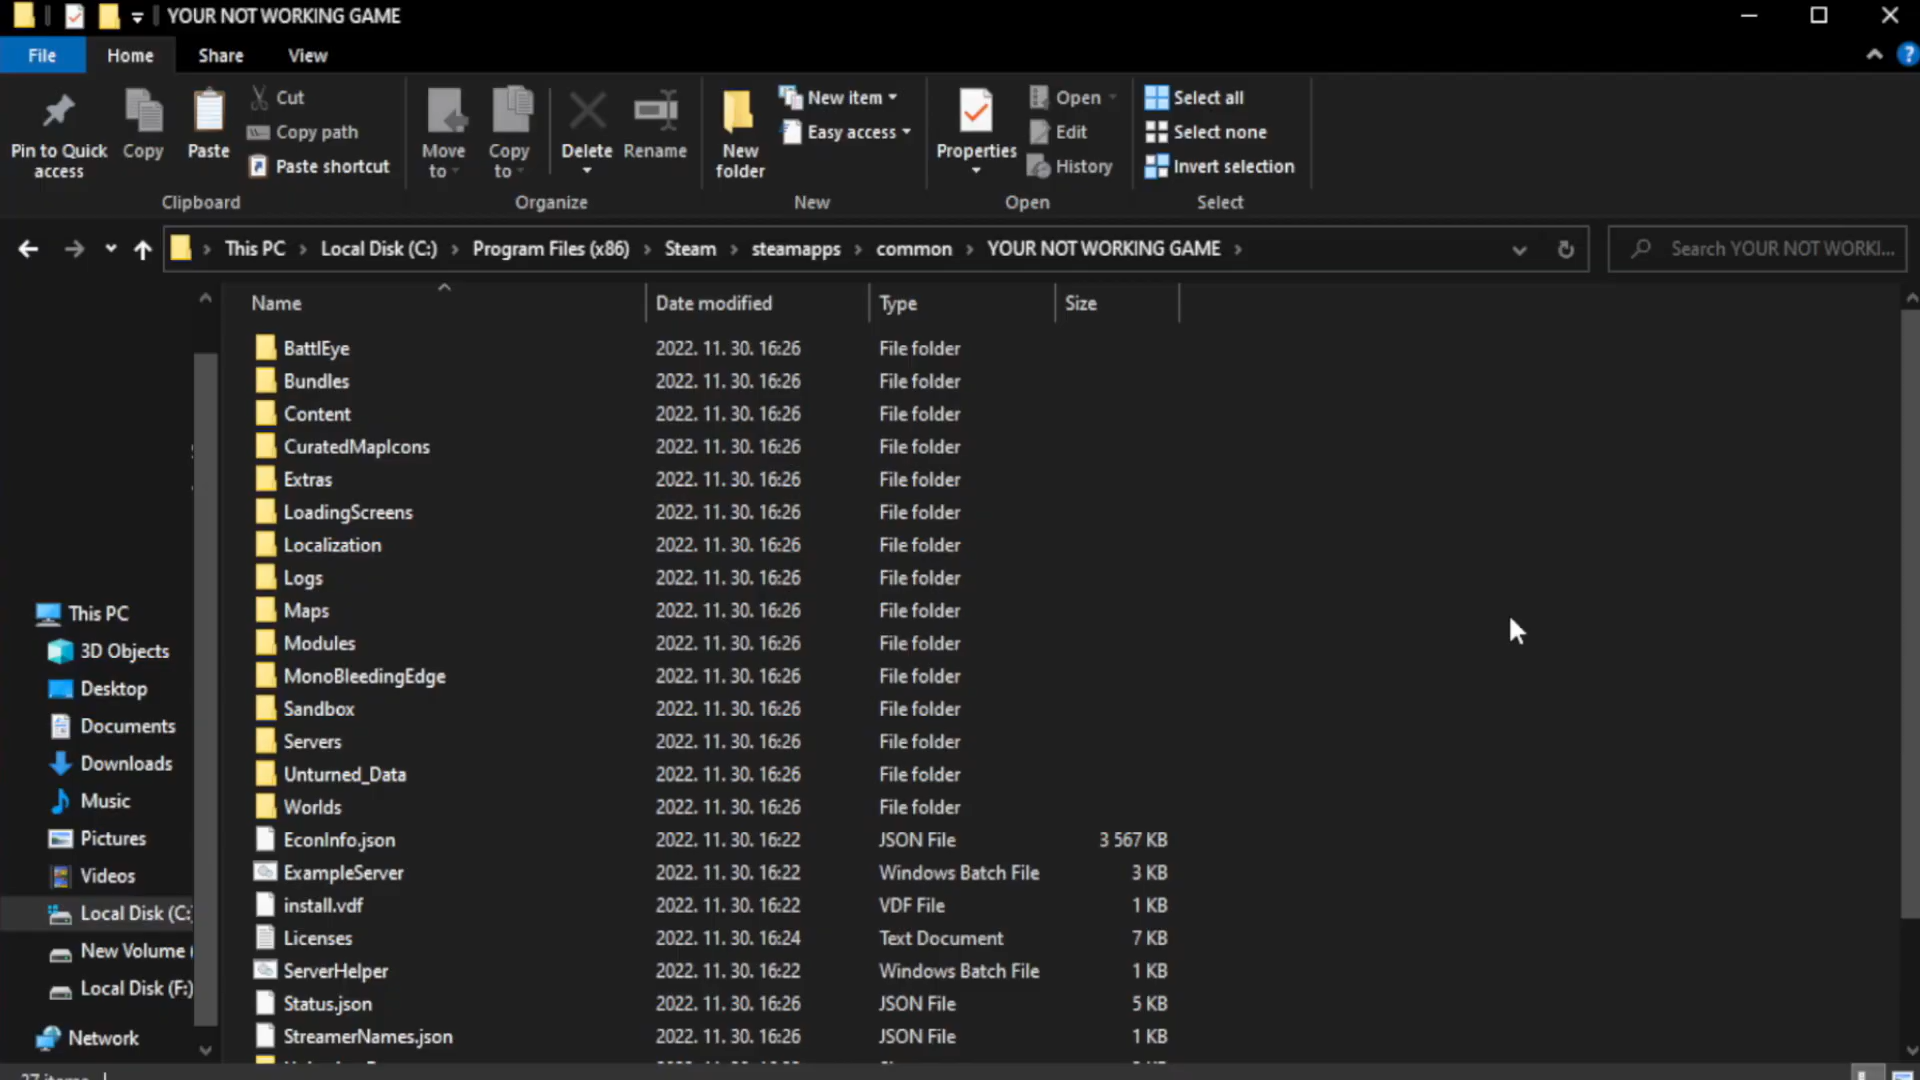 YOUR NOT WORKING GAME
File Home Share View
Pin to Quick access
Copy
Paste
Cut
Copy path
Paste shortcut
Clipboard
Move to
Copy to
Delete
Rename
Organize
New folder
New item
Easy access
New
Properties
Open
Edit
History
Open
Select all
Select none
Invert selection
Select
This PC > Local Disk (C:) > Program Files (x86) > Steam > steamapps > common > YOUR NOT WORKING GAME >
Search YOUR NOT WORKI...
This PC
3D Objects
Desktop
Documents
Downloads
Music
Pictures
Videos
Local Disk (C:
New Volume (
Local Disk (F:)
Network
Name Date modified Type Size
BattlEye 2022. 11. 30. 16:26 File folder
Bundles 2022. 11. 30. 16:26 File folder
Content 2022. 11. 30. 16:26 File folder
CuratedMapIcons 2022. 11. 30. 16:26 File folder
Extras 2022. 11. 30. 16:26 File folder
LoadingScreens 2022. 11. 30. 16:26 File folder
Localization 2022. 11. 30. 16:26 File folder
Logs 2022. 11. 30. 16:26 File folder
Maps 2022. 11. 30. 16:26 File folder
Modules 2022. 11. 30. 16:26 File folder
MonoBleedingEdge 2022. 11. 30. 16:26 File folder
Sandbox 2022. 11. 30. 16:26 File folder
Servers 2022. 11. 30. 16:26 File folder
Unturned_Data 2022. 11. 30. 16:26 File folder
Worlds 2022. 11. 30. 16:26 File folder
EconInfo.json 2022. 11. 30. 16:22 JSON File 3 567 KB
ExampleServer 2022. 11. 30. 16:22 Windows Batch File 3 KB
install.vdf 2022. 11. 30. 16:22 VDF File 1 KB
Licenses 2022. 11. 30. 16:24 Text Document 7 KB
ServerHelper 2022. 11. 30. 16:22 Windows Batch File 1 KB
Status.json 2022. 11. 30. 16:26 JSON File 5 KB
StreamerNames.json 2022. 11. 30. 16:26 JSON File 1 KB